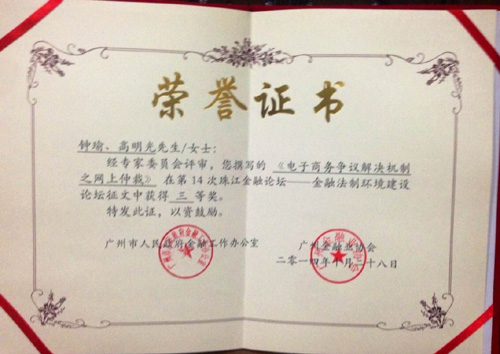 荣誉证书
钟瑜、高明光先生/女士:
经专家委员会评审,您撰写的《电子商务争议解决机制
之网上仲裁》在第14次珠江金融论坛——金融法制环境建设
论坛征文中获得 三 等奖。
特发此证,以资鼓励。
广州市人民政府金融工作办公室
广州金融业协会
二〇一四年 月二十八日